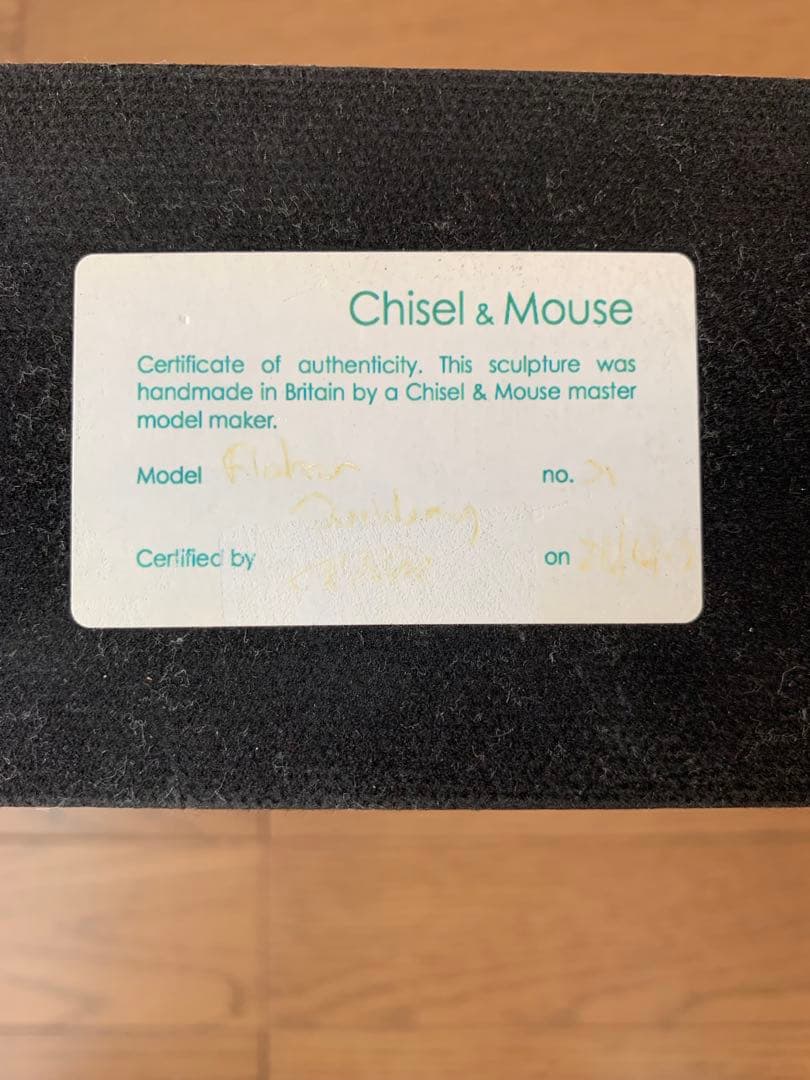 Chisel & Mouse
Certificate of authenticity. This sculpture was
handmade in Britain by a Chisel & Mouse master
model maker.
Model no.
Certified by on